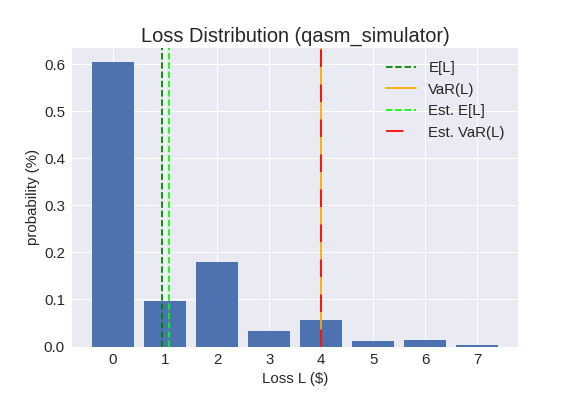 Loss Distribution (qasm_simulator)
E[L]
VaR(L)
Est. E[L]
Est. VaR(L)
probability (%)
0.6
0.5
0.4
0.3
0.2
0.1
0.0
0 1 2 3 4 5 6 7
Loss L ($)